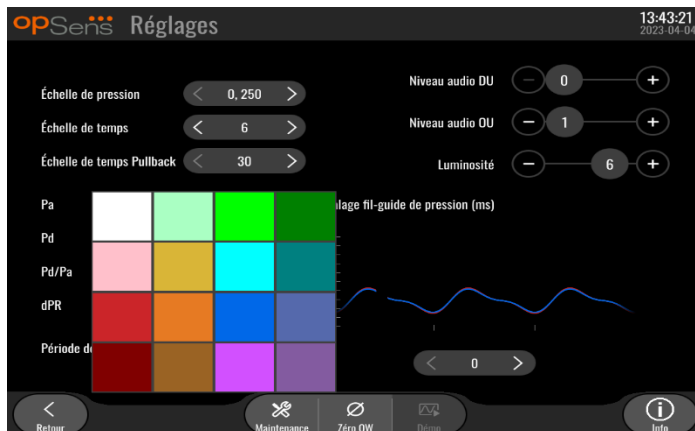 opSens Réglages
13:43:21
2023-04-04
Échelle de pression
0, 250
Échelle de temps
6
Échelle de temps Pullback
30
Niveau audio DU
0
Niveau audio OU
1
Luminosité
6
Pa
Pd
Pd/Pa
dPR
Période
fil-guide de pression (ms)
0
Retour
Maintenance
Zéro OW
Démo
Info